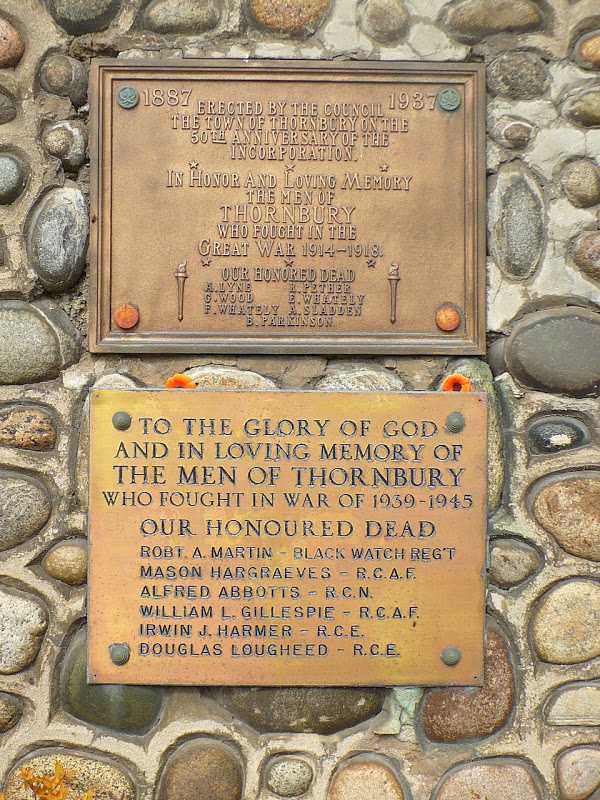 1887 1937
ERECTED BY THE COUNCIL
THE TOWN OF THORNBURY ON THE
50TH ANNIVERSARY OF THE
INCORPORATION.
IN HONOR AND LOVING MEMORY
THE MEN OF
THORNBURY
WHO FOUGHT IN THE
GREAT WAR 1914-1918.
OUR HONORED DEAD
A. LYNE R. PETHER
G. WOOD E. WHATELY
F. WHATELY A. SLADDEN
B. PARKINSON
TO THE GLORY OF GOD
AND IN LOVING MEMORY OF
THE MEN OF THORNBURY
WHO FOUGHT IN WAR OF 1939-1945
OUR HONOURED DEAD
ROBT. A. MARTIN - BLACK WATCH REG'T
MASON HARGRAEVES - R.C.A.F.
ALFRED ABBOTTS - R.C.N.
WILLIAM L. GILLESPIE - R.C.A.F.
IRWIN J. HARMER - R.C.E.
DOUGLAS LOUGHEED - R.C.E.